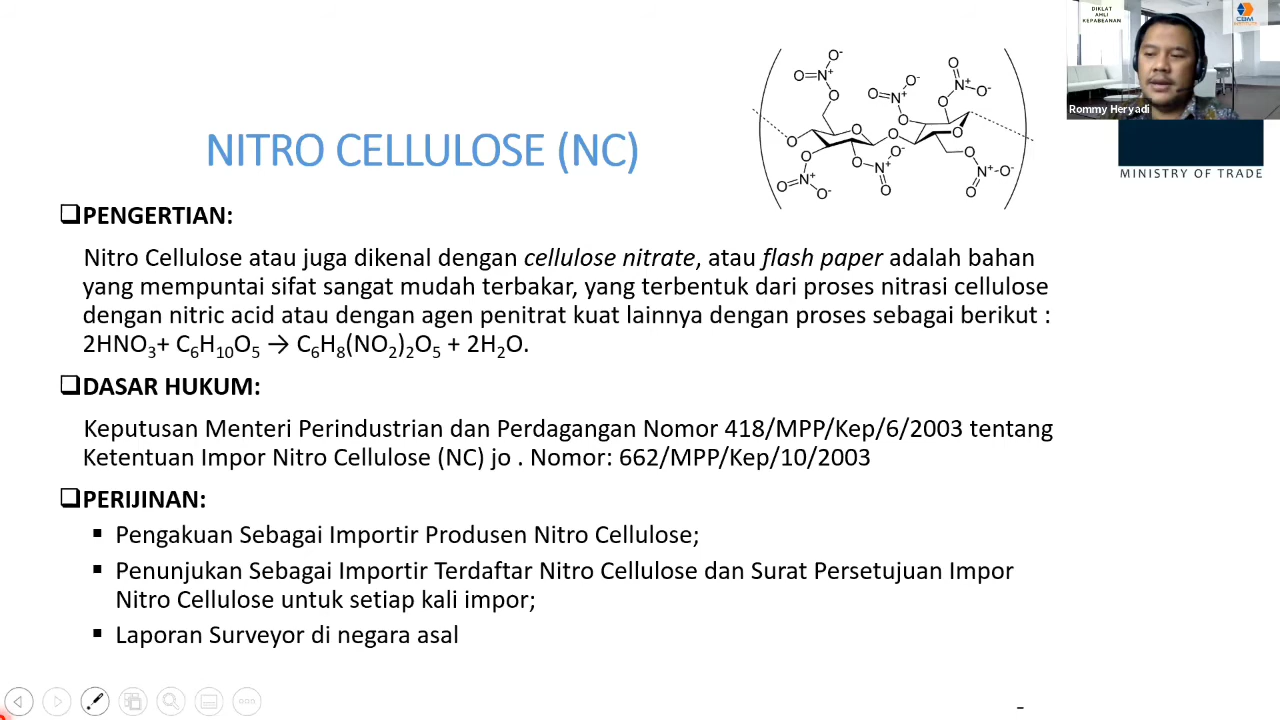 DIKLAT
AHLI
KEPABEANAN
CBM
INSTITUTE
Rommy Heryadi
MINISTRY OF TRADE
NITRO CELLULOSE (NC)
❑PENGERTIAN:
Nitro Cellulose atau juga dikenal dengan cellulose nitrate, atau flash paper adalah bahan
yang mempuntai sifat sangat mudah terbakar, yang terbentuk dari proses nitrasi cellulose
dengan nitric acid atau dengan agen penitrat kuat lainnya dengan proses sebagai berikut :
2HNO₃+ C₆H₁₀O₅ → C₆H₈(NO₂)₂O₅ + 2H₂O.
❑DASAR HUKUM:
Keputusan Menteri Perindustrian dan Perdagangan Nomor 418/MPP/Kep/6/2003 tentang
Ketentuan Impor Nitro Cellulose (NC) jo . Nomor: 662/MPP/Kep/10/2003
❑PERIJINAN:
▪ Pengakuan Sebagai Importir Produsen Nitro Cellulose;
▪ Penunjukan Sebagai Importir Terdaftar Nitro Cellulose dan Surat Persetujuan Impor
Nitro Cellulose untuk setiap kali impor;
▪ Laporan Surveyor di negara asal